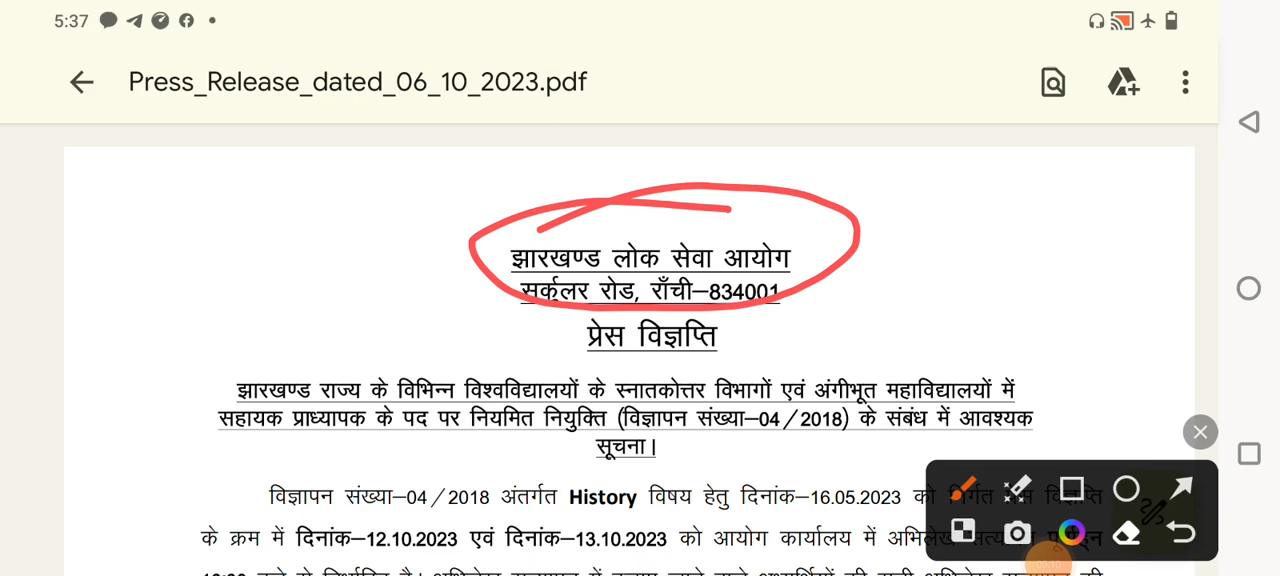 5:37
Press_Release_dated_06_10_2023.pdf
झारखण्ड लोक सेवा आयोग
सर्कुलर रोड, राँची–834001
प्रेस विज्ञप्ति
झारखण्ड राज्य के विभिन्न विश्वविद्यालयों के स्नातकोत्तर विभागों एवं अंगीभूत महाविद्यालयों में
सहायक प्राध्यापक के पद पर नियमित नियुक्ति (विज्ञापन संख्या–04/2018) के संबंध में आवश्यक
सूचना।
विज्ञापन संख्या–04/2018 अंतर्गत History विषय हेतु दिनांक–16.05.2023 को
के क्रम में दिनांक–12.10.2023 एवं दिनांक–13.10.2023 को आयोग कार्यालय में
00:10